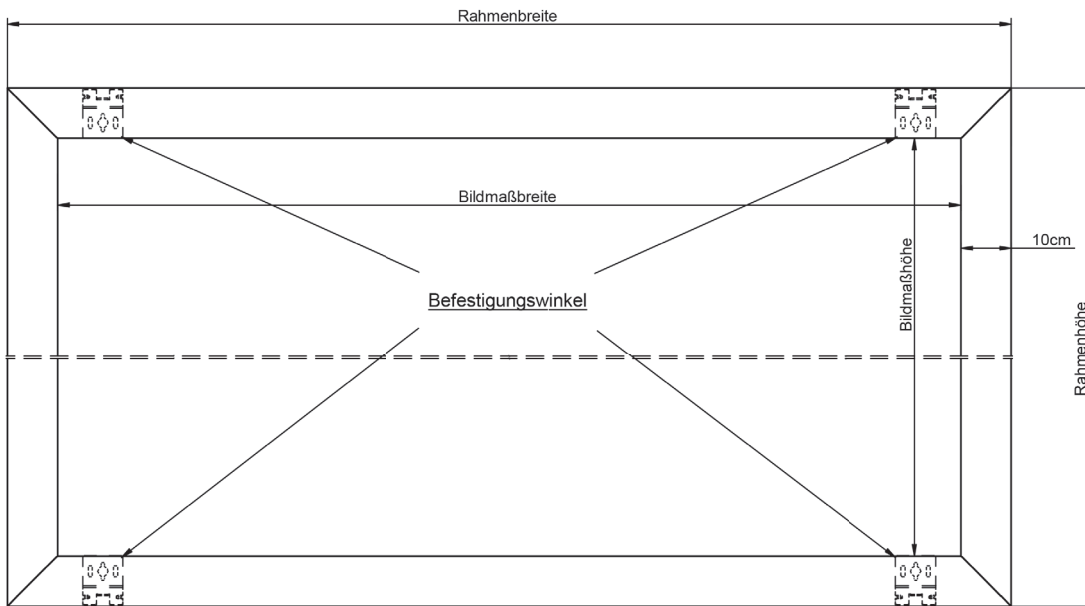 Rahmenbreite
Bildmaßbreite
10cm
Bildmaßhöhe
Befestigungswinkel
Rahmenhöhe